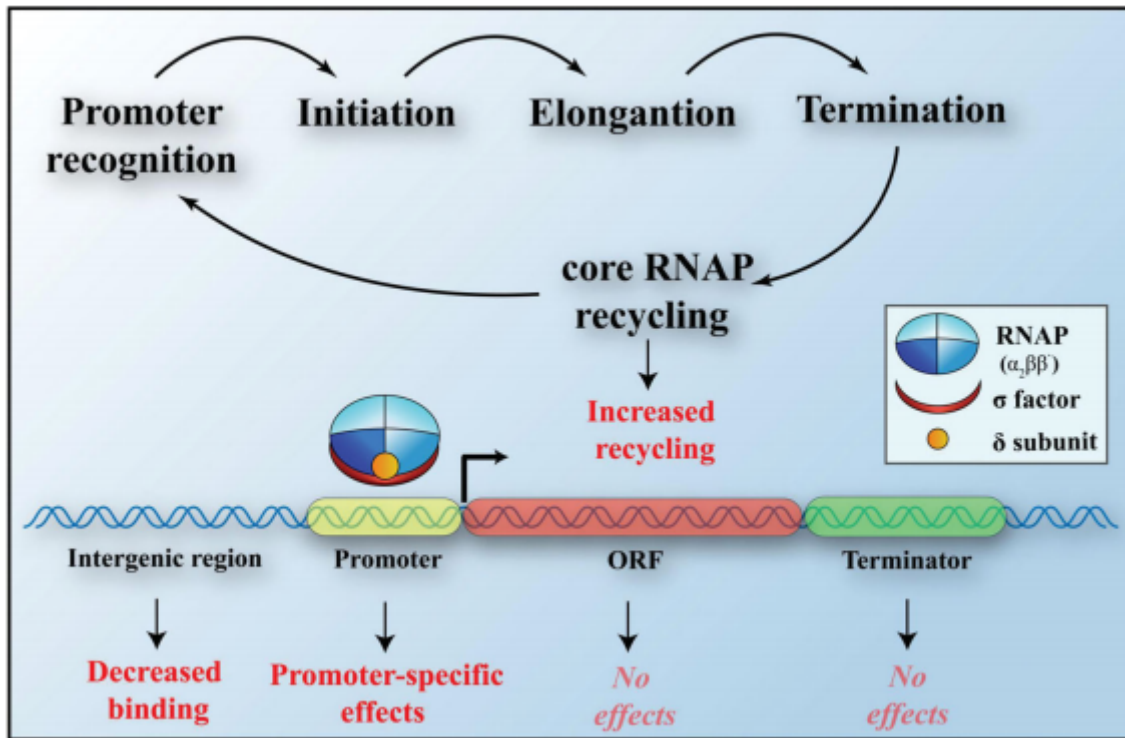 Promoter
recognition
Initiation
Elongantion
Termination
core RNAP
recycling
Increased
recycling
RNAP
(α₂ββ')
σ factor
δ subunit
Intergenic region
Promoter
ORF
Terminator
Decreased
binding
Promoter-specific
effects
No
effects
No
effects